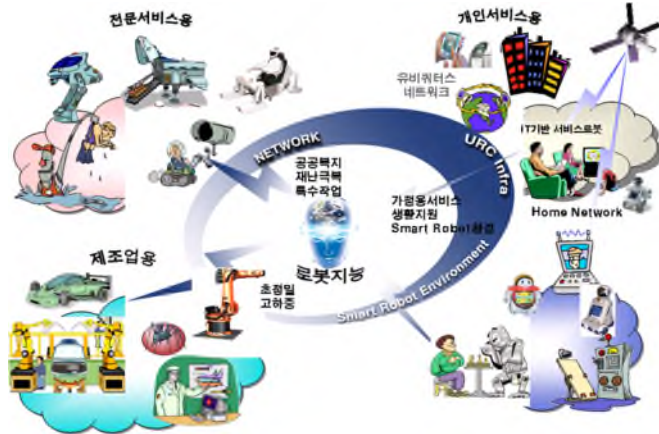 전문서비스용
개인서비스용
유비쿼터스
네트워크
NETWORK
URC Infra
IT기반 서비스로봇
공공복지
재난극복
특수작업
가정용서비스
생활지원
Smart Robot환경
Home Network
제조업용
로봇지능
초정밀
고하중
Smart Robot Environment